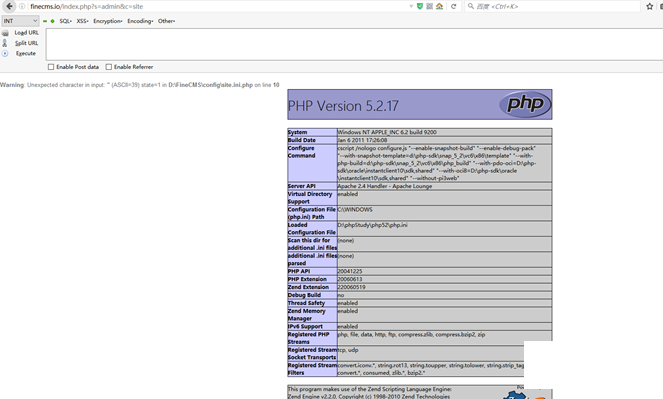 finecms.io/index.php?s=admin&c=site
百度 <Ctrl+K>
INT
SQL- XSS- Encryption- Encoding- Other-
Load URL
Split URL
Execute
Enable Post data Enable Referrer
Warning: Unexpected character in input: '' (ASCII=39) state=1 in D:\FineCMS\config\site.ini.php on line 10
PHP Version 5.2.17
php
System Windows NT APPLE_INC 6.2 build 9200
Build Date Jan 6 2011 17:26:08
Configure cscript /nologo configure.js "--enable-snapshot-build" "--enable-debug-pack"
Command "--with-snapshot-template=d:\php-sdk\snap_5_2\vc6\x86\template" "--with-
php-build=d:\php-sdk\snap_5_2\vc6\x86\php_build" "--with-pdo-oci=D:\php-
sdk\oracle\instantclient10\sdk,shared" "--with-oci8=D:\php-sdk\oracle
\instantclient10\sdk,shared" "--without-pi3web"
Server API Apache 2.4 Handler - Apache Lounge
Virtual Directory enabled
Support
Configuration File C:\WINDOWS
(php.ini) Path
Loaded D:\phpStudy\php52\php.ini
Configuration File
Scan this dir for (none)
additional .ini files
additional .ini files (none)
parsed
PHP API 20041225
PHP Extension 20060613
Zend Extension 220060519
Debug Build no
Thread Safety enabled
Zend Memory enabled
Manager
IPv6 Support enabled
Registered PHP php, file, data, http, ftp, compress.zlib, compress.bzip2, zip
Streams
Registered Stream tcp, udp
Socket Transports
Registered Stream convert.iconv.*, string.rot13, string.toupper, string.tolower, string.strip_tag
Filters convert.*, consumed, zlib.*, bzip2.*
This program makes use of the Zend Scripting Language Engine:
Zend Engine v2.2.0, Copyright (c) 1998-2010 Zend Technologies